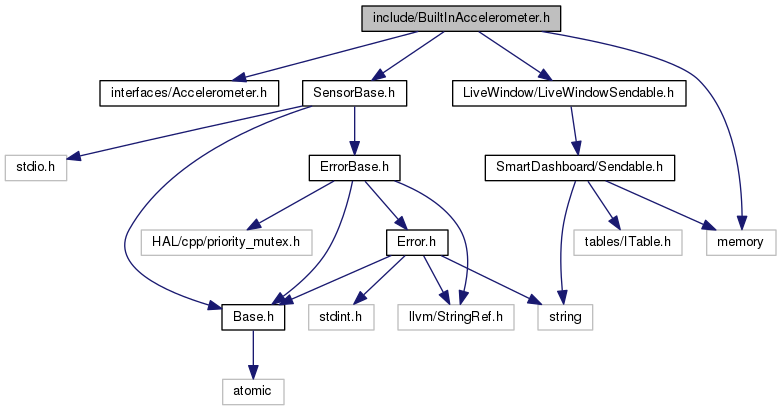 include/BuiltInAccelerometer.h
interfaces/Accelerometer.h
SensorBase.h
LiveWindow/LiveWindowSendable.h
stdio.h
ErrorBase.h
SmartDashboard/Sendable.h
HAL/cpp/priority_mutex.h
Error.h
tables/ITable.h
memory
Base.h
stdint.h
llvm/StringRef.h
string
atomic